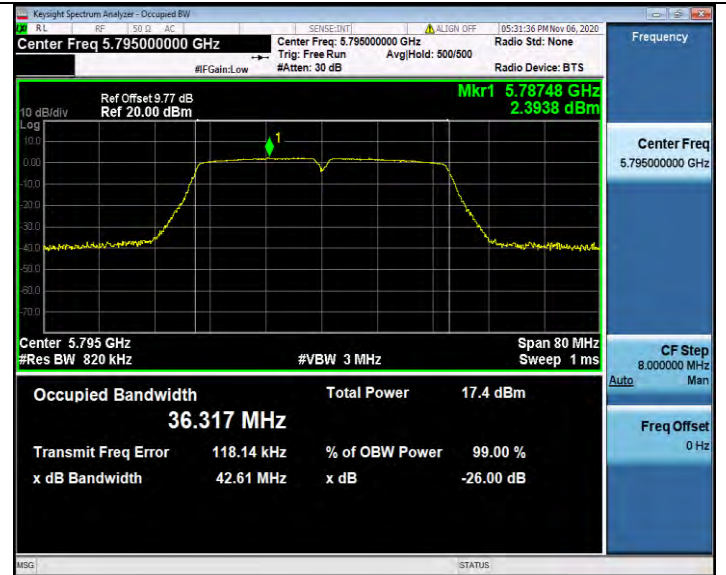 Keysight Spectrum Analyzer - Occupied BW
RL RF 50 Ω AC SENSE:INT ALIGN OFF 05:31:36 PM Nov 06, 2020
Center Freq 5.795000000 GHz
Center Freq: 5.795000000 GHz
Radio Std: None
Trig: Free Run Avg|Hold: 500/500
#IFGain:Low #Atten: 30 dB Radio Device: BTS
Frequency
Ref Offset 9.77 dB
Mkr1 5.78748 GHz
10 dB/div Ref 20.00 dBm 2.3938 dBm
Log
1
10.0
0.00
-10.0
-20.0
-30.0
-40.0
-50.0
-60.0
-70.0
Center 5.795 GHz Span 80 MHz
#Res BW 820 kHz #VBW 3 MHz Sweep 1 ms
Occupied Bandwidth Total Power 17.4 dBm
36.317 MHz
Transmit Freq Error 118.14 kHz % of OBW Power 99.00 %
x dB Bandwidth 42.61 MHz x dB -26.00 dB
Center Freq
5.795000000 GHz
CF Step
8.000000 MHz
Auto Man
Freq Offset
0 Hz
MSG STATUS